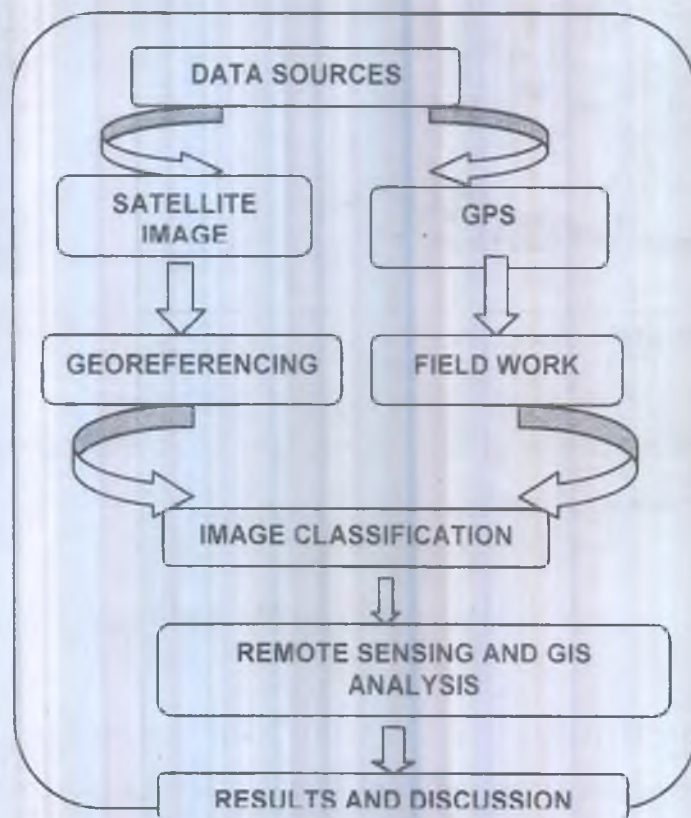 DATA SOURCES
SATELLITE
IMAGE
GPS
GEOREFERENCING
FIELD WORK
IMAGE CLASSIFICATION
REMOTE SENSING AND GIS
ANALYSIS
RESULTS AND DISCUSSION